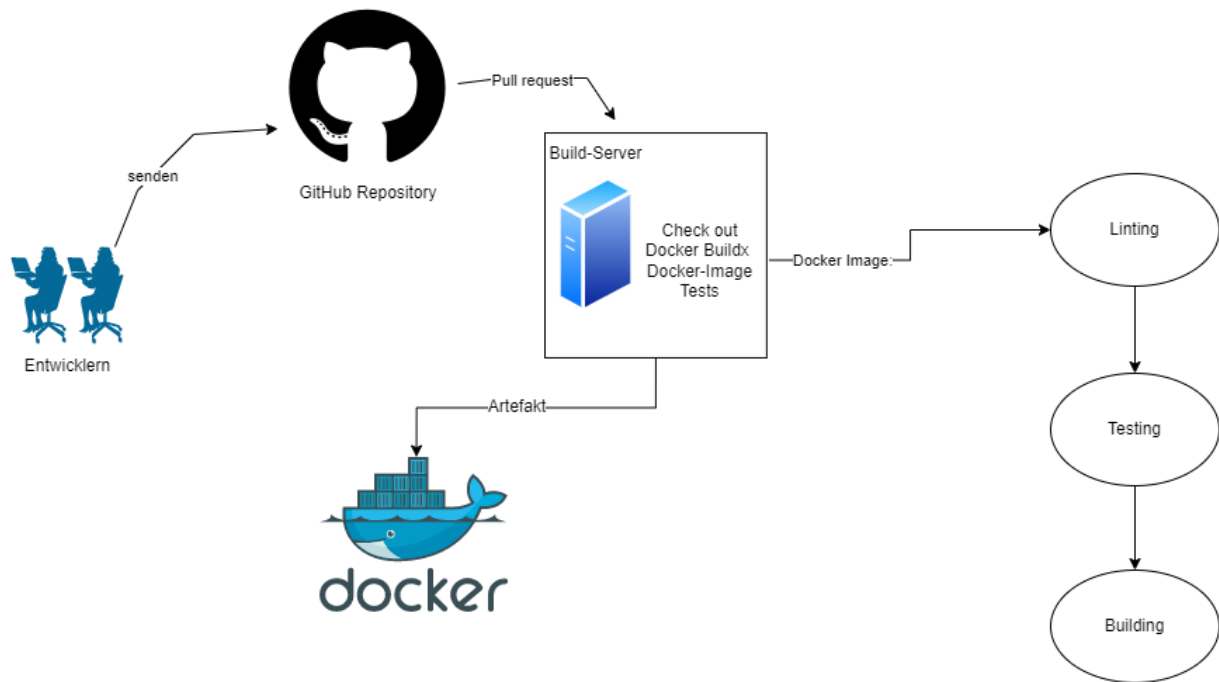 Pull request
Build-Server
senden
GitHub Repository
Check out
Docker Buildx
Docker-Image
Tests
Docker Image:
Linting
Entwicklern
Artefakt
Testing
docker
Building